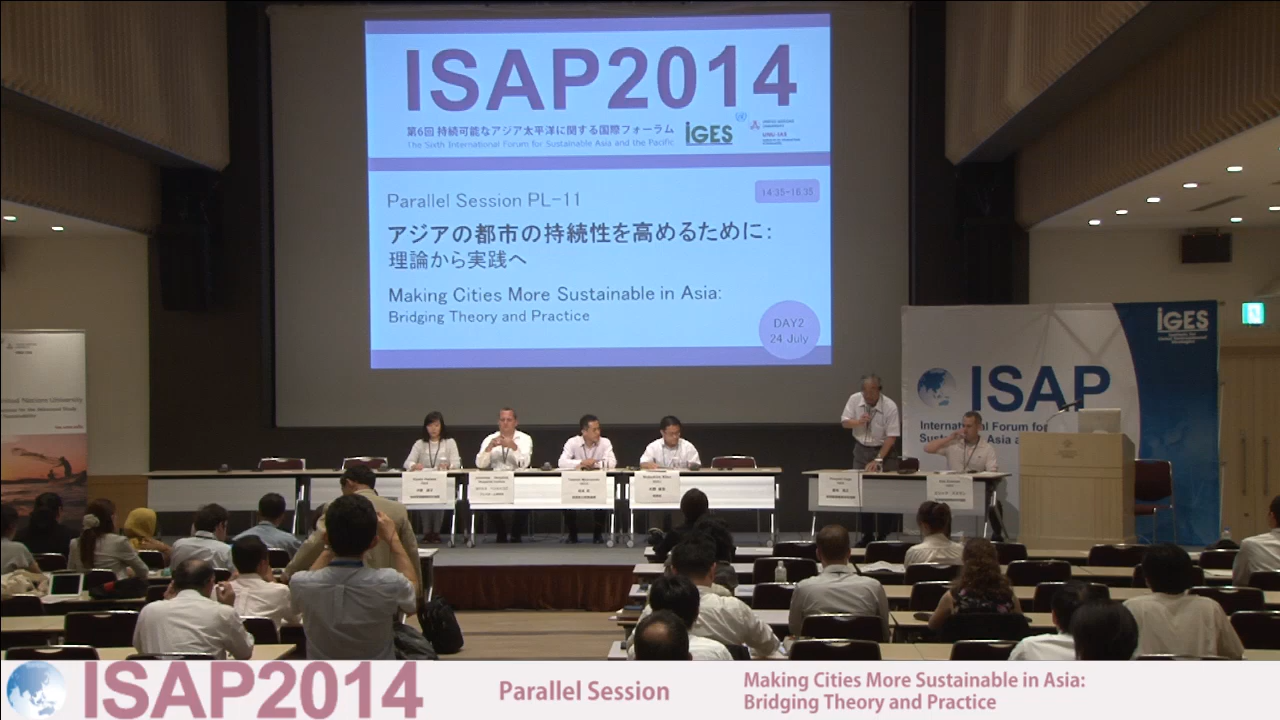 ISAP2014
第6回 持続可能なアジア太平洋に関する国際フォーラム
The Sixth International Forum for Sustainable Asia and the Pacific
IGES
Parallel Session PL-11
14:35-16:35
アジアの都市の持続性を高めるために:
理論から実践へ
Making Cities More Sustainable in Asia:
Bridging Theory and Practice
DAY2
24 July
United Nations University
IGES
ISAP
International Forum for
Asia
ISAP2014
Parallel Session
Making Cities More Sustainable in Asia:
Bridging Theory and Practice